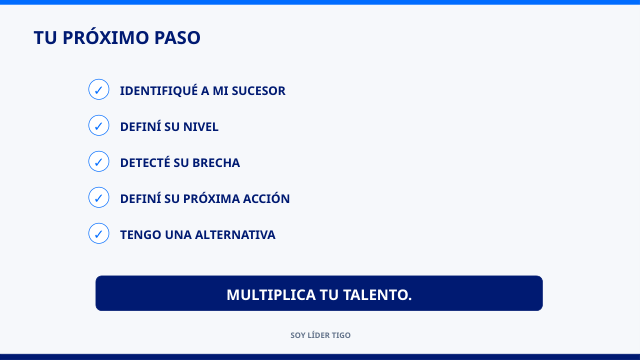 TU PRÓXIMO PASO
✓ IDENTIFIQUÉ A MI SUCESOR
✓ DEFINÍ SU NIVEL
✓ DETECTÉ SU BRECHA
✓ DEFINÍ SU PRÓXIMA ACCIÓN
✓ TENGO UNA ALTERNATIVA
MULTIPLICA TU TALENTO.
SOY LÍDER TIGO